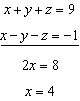 x + y + z = 9
x − y − z = −1
2x = 8
x = 4